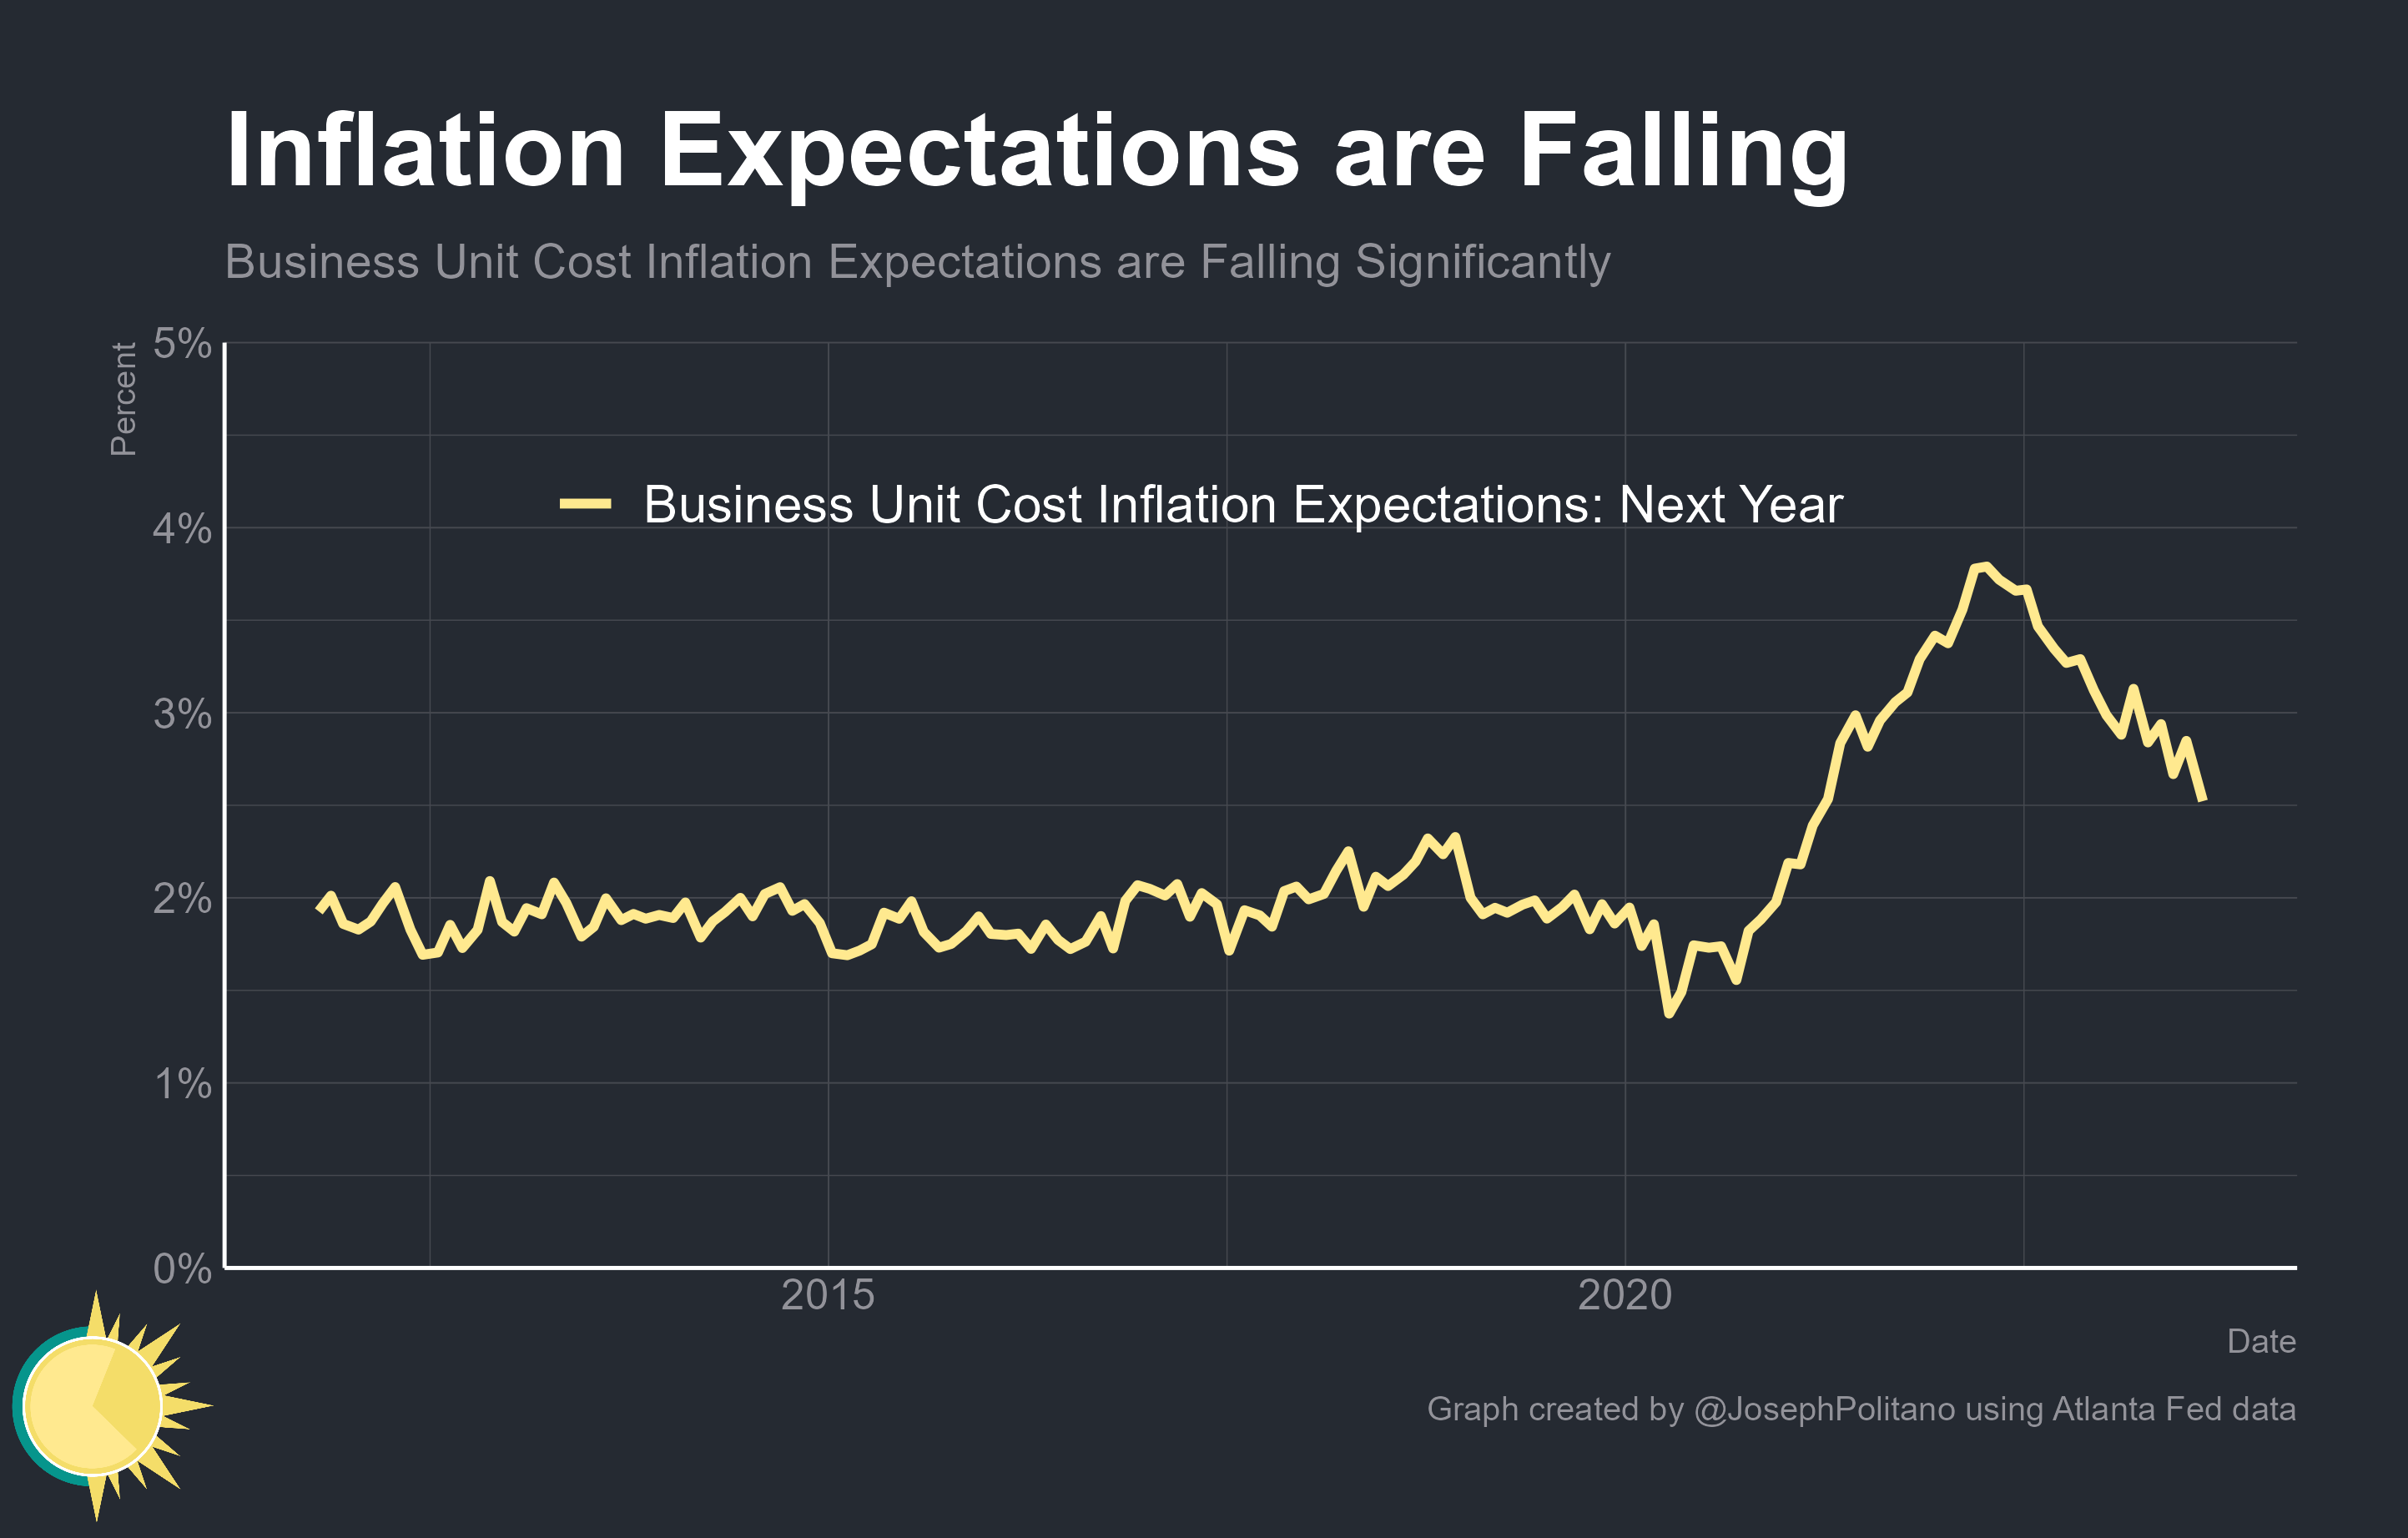 Inflation Expectations are Falling
Business Unit Cost Inflation Expectations are Falling Significantly
Percent
5%
Business Unit Cost Inflation Expectations: Next Year
4%
3%
2%
1%
0%
2015
2020
Date
Graph created by @JosephPolitano using Atlanta Fed data